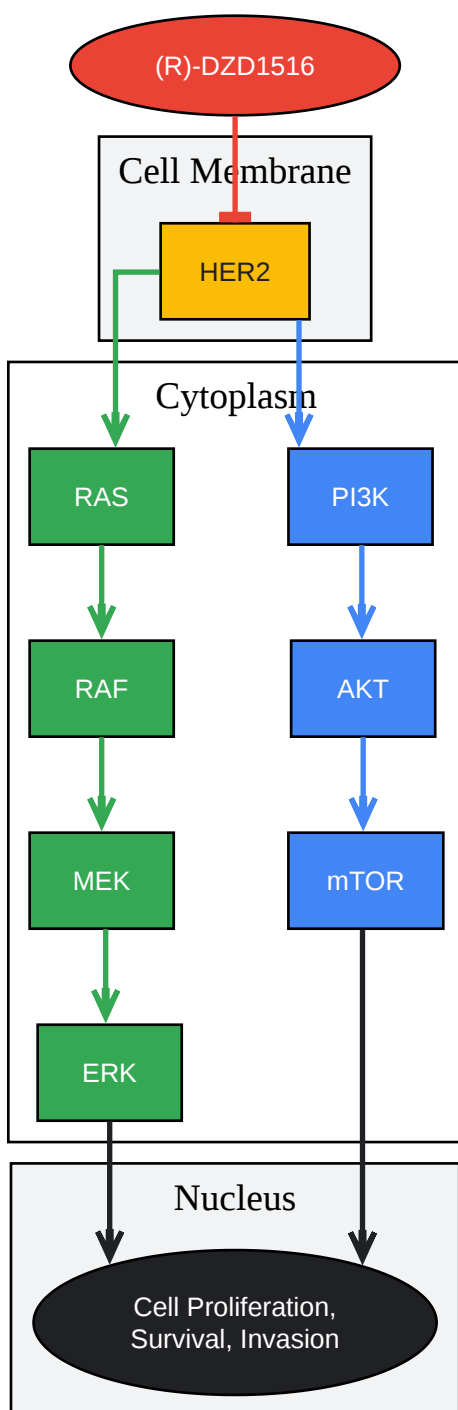 (R)-DZD1516
Cell Membrane
HER2
Cytoplasm
RAS
PI3K
RAF
AKT
MEK
mTOR
ERK
Nucleus
Cell Proliferation,
Survival, Invasion